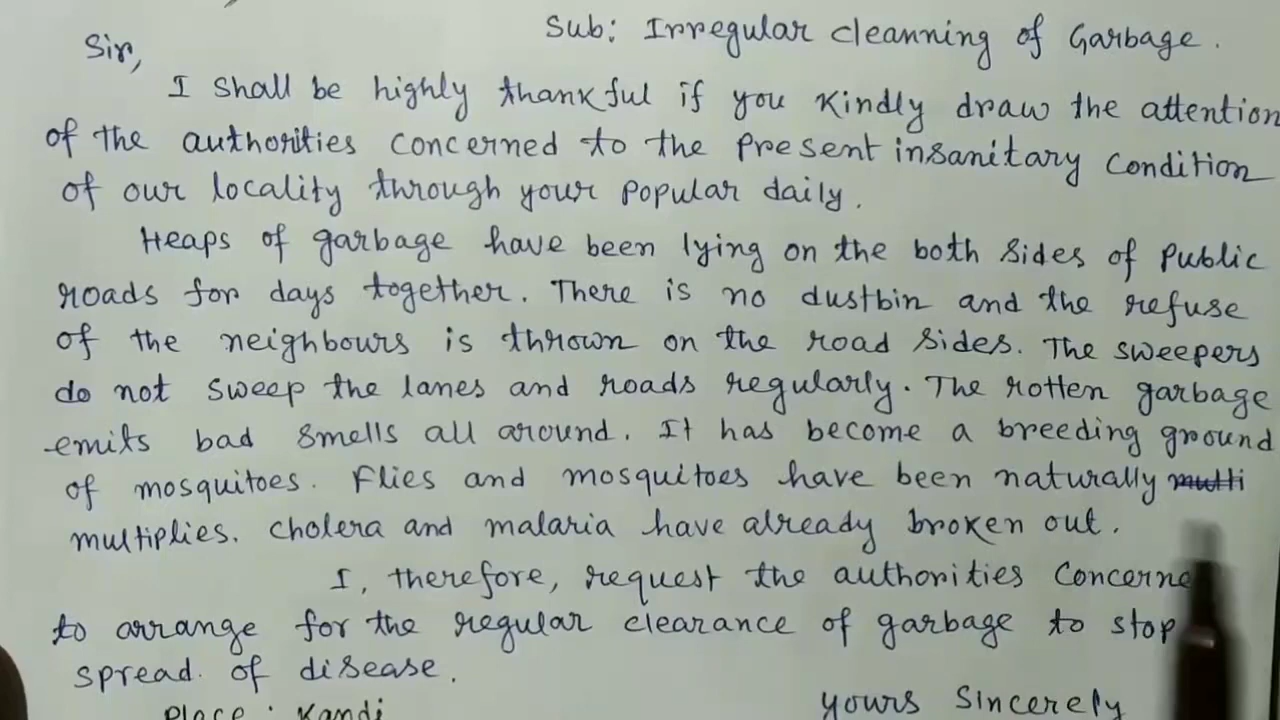 Sub: Irregular cleanning of Garbage.
Sir,
I shall be highly thankful if you kindly draw the attention
of the authorities concerned to the present insanitary condition
of our locality through your popular daily.
Heaps of garbage have been lying on the both sides of public
roads for days together. There is no dustbin and the refuse
of the neighbours is thrown on the road sides. The sweepers
do not sweep the lanes and roads regularly. The rotten garbage
emits bad smells all around. It has become a breeding ground
of mosquitoes. Flies and mosquitoes have been naturally multi
multiplies. Cholera and malaria have already broken out.
I, therefore, request the authorities concerne
to arrange for the regular clearance of garbage to stop
spread. of disease.
Place: Kandi
yours Sincerely